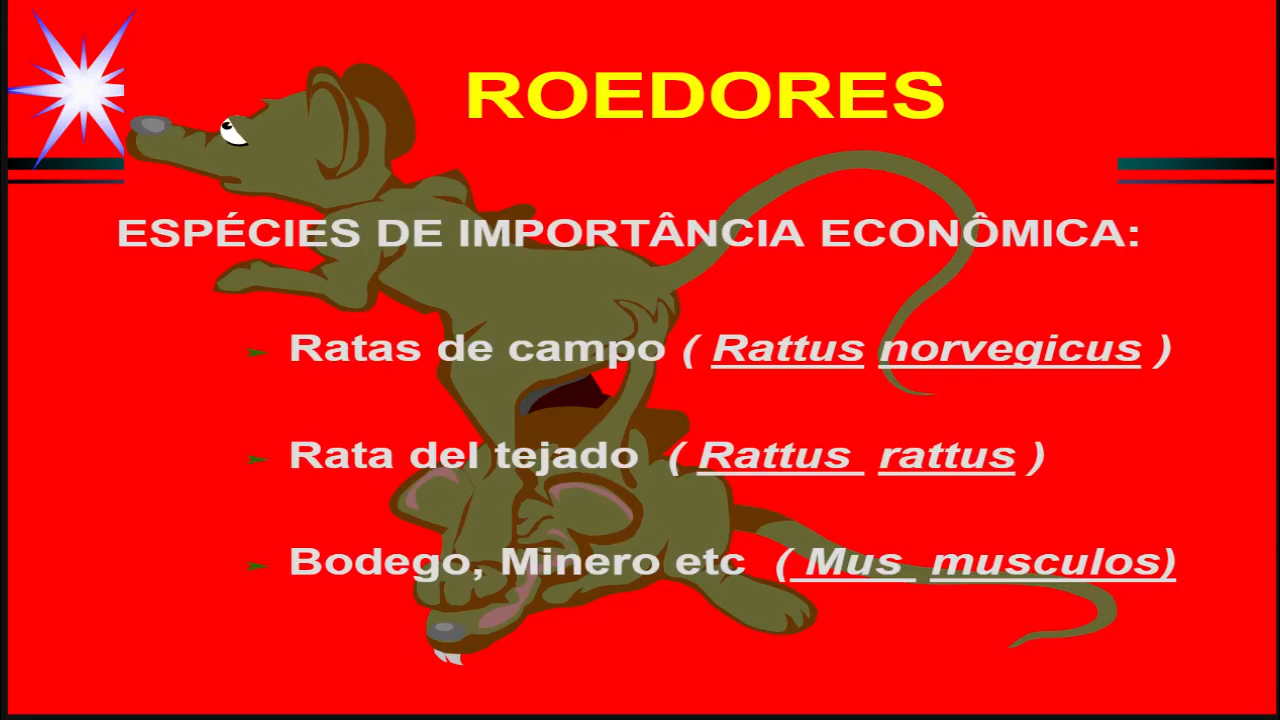 ROEDORES
ESPÉCIES DE IMPORTÂNCIA ECONÔMICA:
Ratas de campo ( Rattus norvegicus )
Rata del tejado ( Rattus rattus )
Bodego, Minero etc ( Mus musculos)